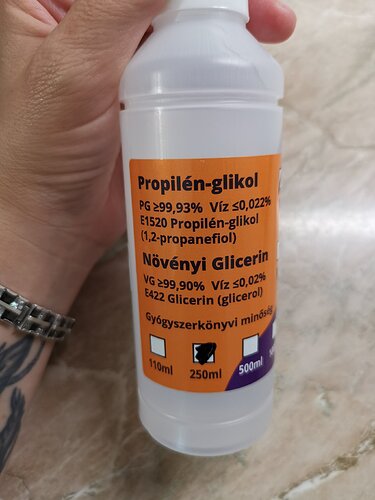 Propilén-glikol
PG ≥99,93% Víz ≤0,022%
E1520 Propilén-glikol
(1,2-propanefiol)
Növényi Glicerin
VG ≥99,90% Víz ≤0,02%
E422 Glicerin (glicerol)
Gyógyszerkönyvi minőség
110ml
250ml
500ml